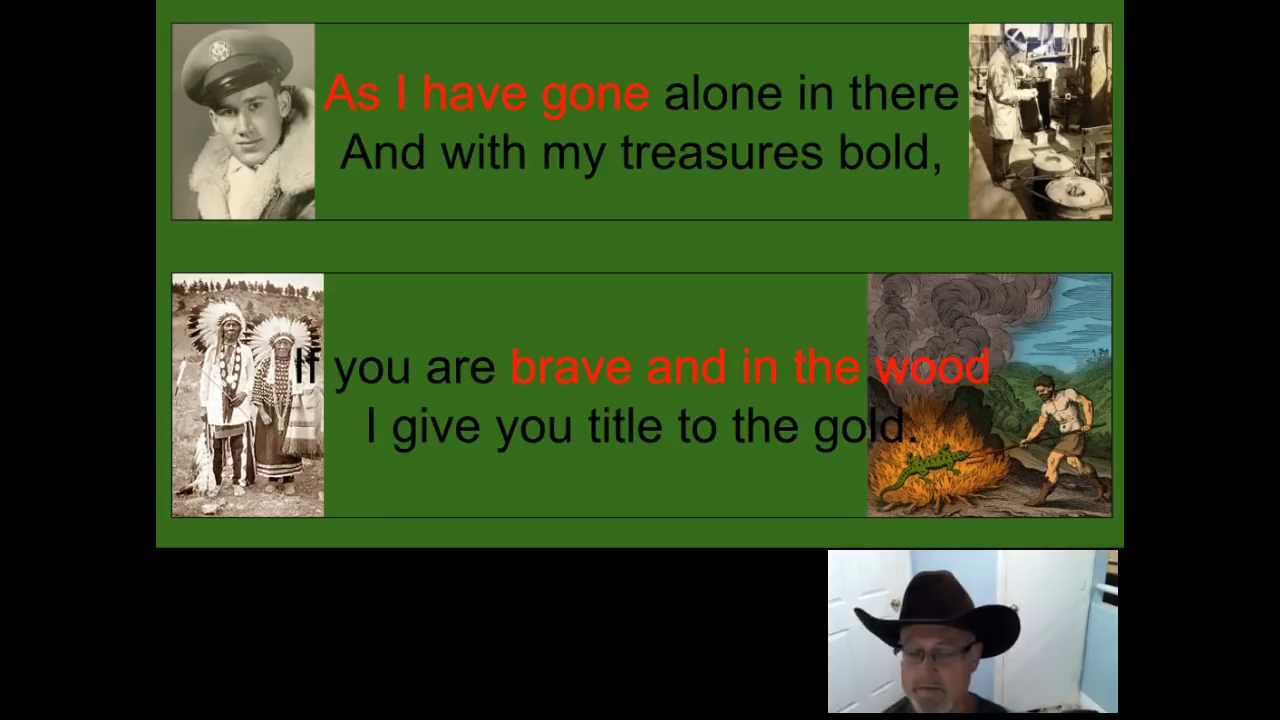 As I have gone alone in there
And with my treasures bold,
If you are brave and in the wood
I give you title to the gold.